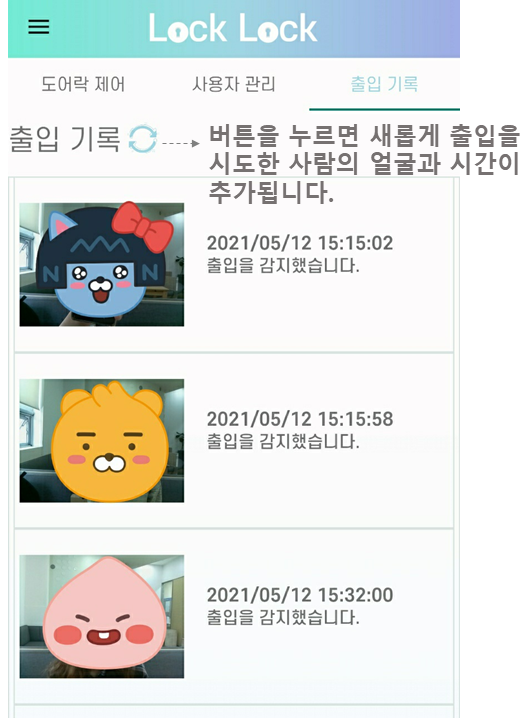 Lock Lock
도어락 제어 사용자 관리 출입 기록
출입 기록
버튼을 누르면 새롭게 출입을
시도한 사람의 얼굴과 시간이
추가됩니다.
2021/05/12 15:15:02
출입을 감지했습니다.
2021/05/12 15:15:58
출입을 감지했습니다.
2021/05/12 15:32:00
출입을 감지했습니다.